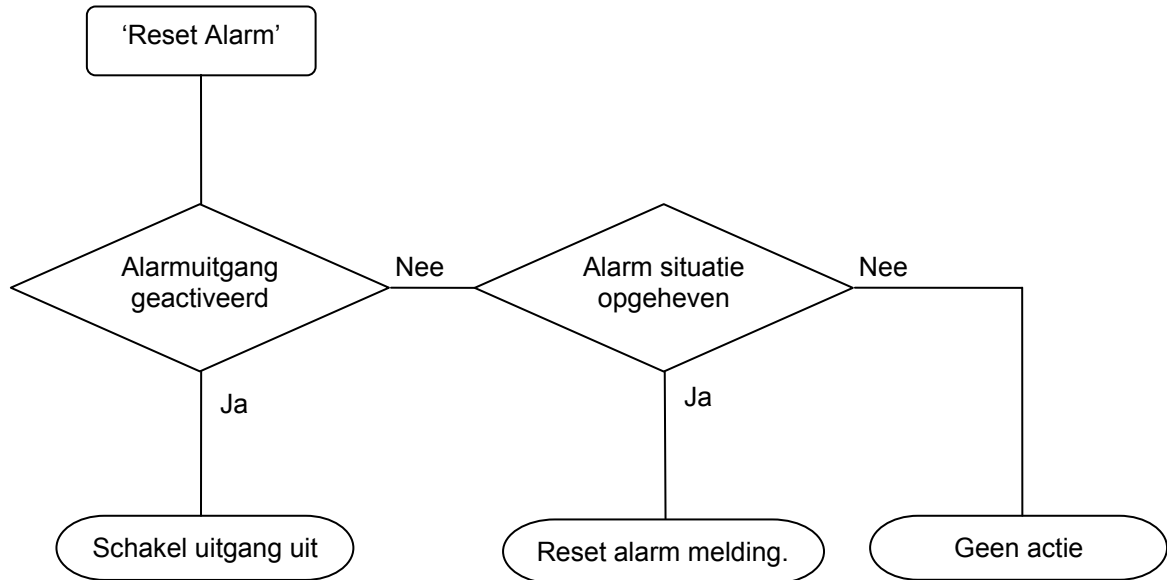 ‘Reset Alarm’
Alarmuitgang
geactiveerd
Nee
Alarm situatie
opgeheven
Nee
Ja
Ja
Schakel uitgang uit
Reset alarm melding.
Geen actie